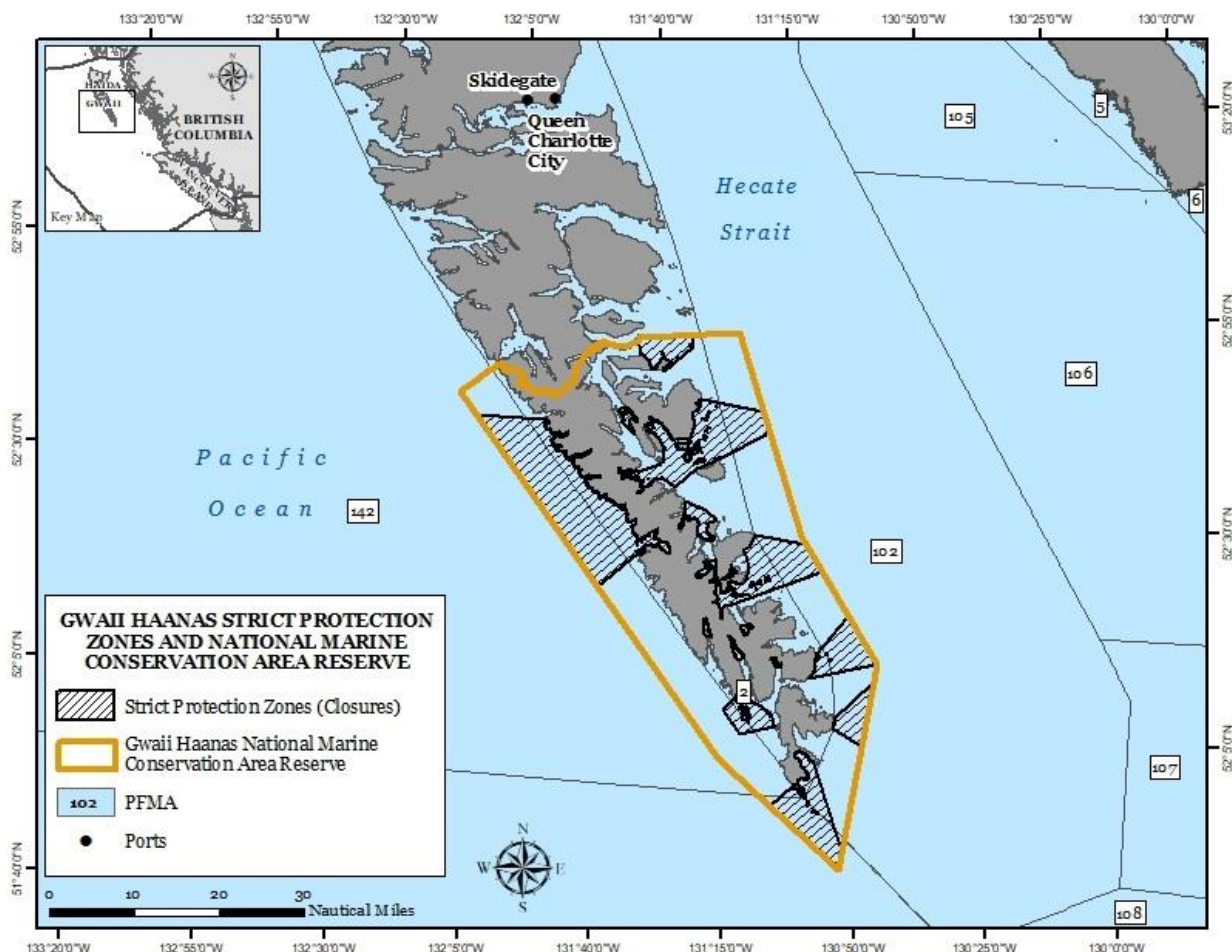 133°20'0"W
132°55'0"W
132°30'0"W
132°5'0"W
131°40'0"W
131°15'0"W
130°50'0"W
130°25'0"W
130°0'0"W
N
W
E
S
HAIDA
GWAII
BRITISH
COLUMBIA
VANCOUVER
ISLAND
Key Map
Skidegate
Queen
Charlotte
City
105
5
6
53°20'0"N
Hecate
Strait
52°55'0"N
52°55'0"N
106
52°30'0"N
Pacific
Ocean
142
102
52°30'0"N
GWAII HAANAS STRICT PROTECTION
ZONES AND NATIONAL MARINE
CONSERVATION AREA RESERVE
Strict Protection Zones (Closures)
Gwaii Haanas National Marine
Conservation Area Reserve
102 PFMA
Ports
52°5'0"N
2
52°5'0"N
107
N
W
E
S
51°40'0"N
0 10 20 30
Nautical Miles
108
133°20'0"W
132°55'0"W
132°30'0"W
132°5'0"W
131°40'0"W
131°15'0"W
130°50'0"W
130°25'0"W
130°0'0"W